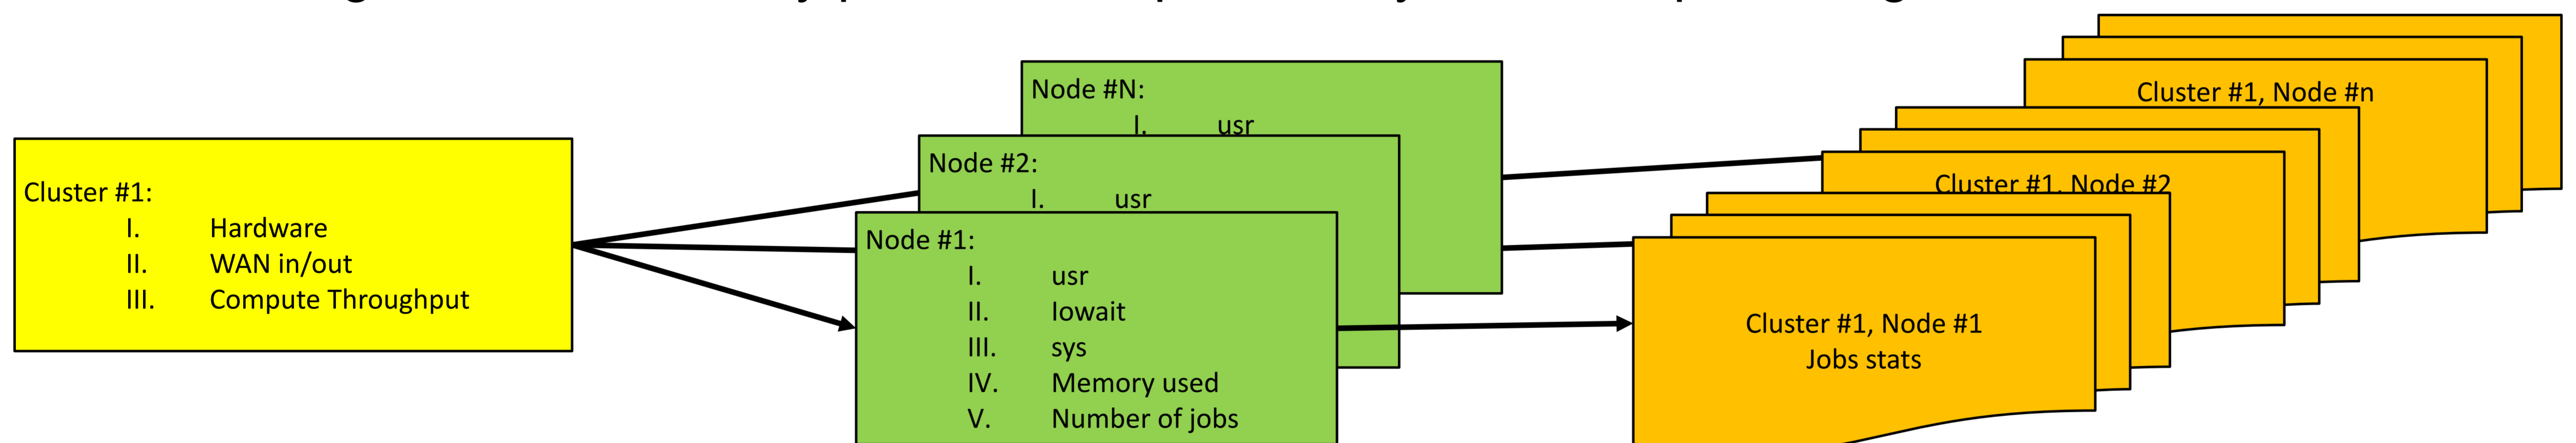 Cluster #1:
I. Hardware
II. WAN in/out
III. Compute Throughput
Node #N:
I. usr
Node #2:
I. usr
Node #1:
I. usr
II. Iowait
III. sys
IV. Memory used
V. Number of jobs
Cluster #1, Node #n
Cluster #1, Node #2
Cluster #1, Node #1
Jobs stats